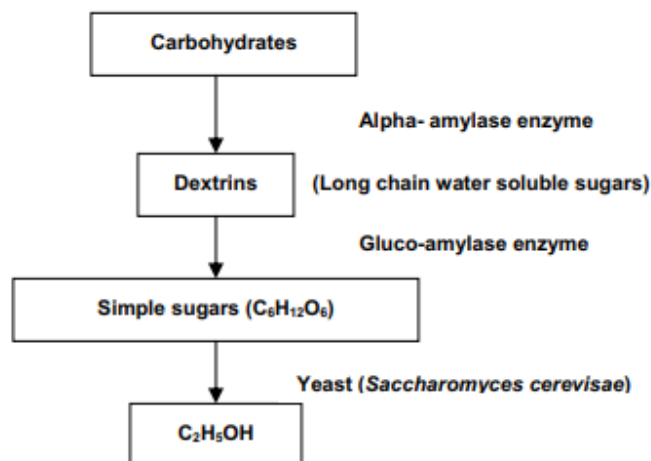 Carbohydrates
Alpha- amylase enzyme
Dextrins
(Long chain water soluble sugars)
Gluco-amylase enzyme
Simple sugars (C₆H₁₂O₆)
Yeast (Saccharomyces cerevisae)
C₂H₅OH